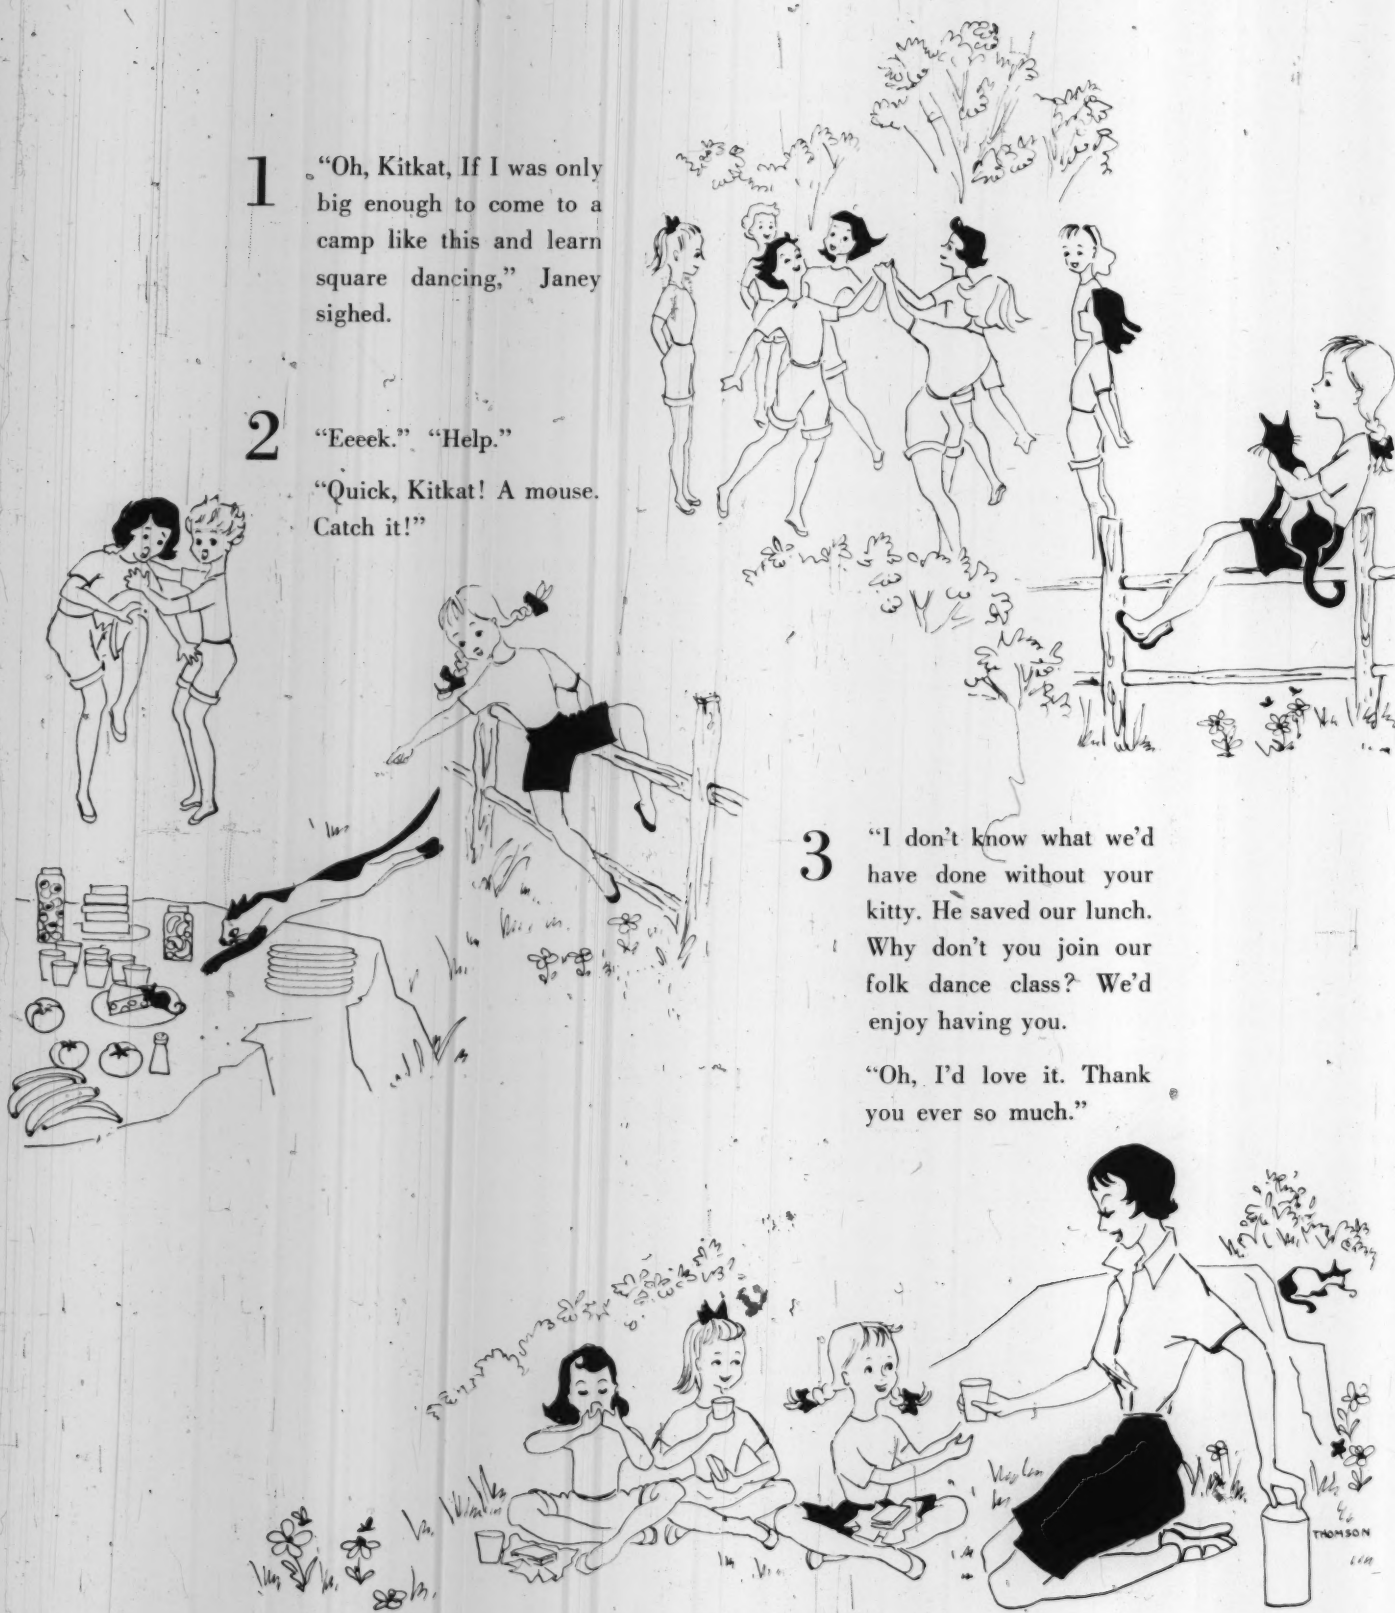 1
“Oh, Kitkat, If I was only
big enough to come to a
camp like this and learn
square dancing,” Janey
sighed.
2
“Eeeek.” “Help.”
“Quick, Kitkat! A mouse.
Catch it!”
3
“I don’t know what we’d
have done without your
kitty. He saved our lunch.
Why don’t you join our
folk dance class? We’d
enjoy having you.
“Oh, I’d love it. Thank
you ever so much.”
THOMSON